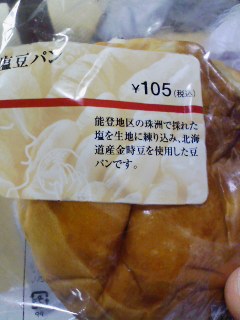 塩豆パン
¥105(税込)
能登地区の珠洲で採れた
塩を生地に練り込み、北海
道産金時豆を使用した豆
パンです。